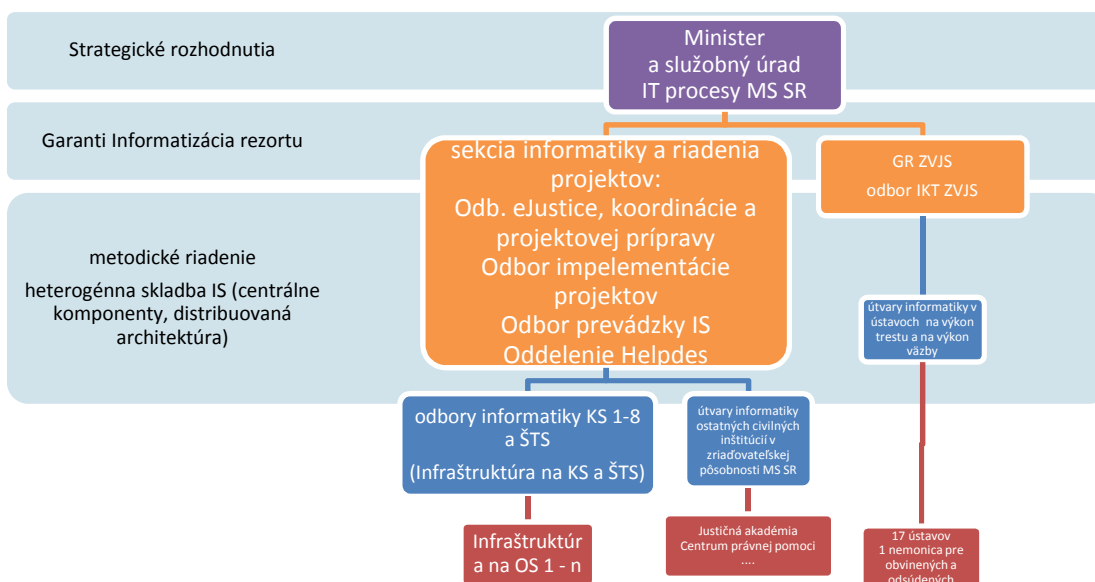 Strategické rozhodnutia
Minister
a služobný úrad
IT procesy MS SR
Garanti Informatizácia rezortu
sekcia informatiky a riadenia
projektov:
Odb. eJustice, koordinácie a
projektovej prípravy
Odbor impelementácie
projektov
Odbor prevádzky IS
Oddelenie Helpdes
GR ZVJS
odbor IKT ZVJS
metodické riadenie
heterogénna skladba IS (centrálne
komponenty, distribuovaná
architektúra)
útvary informatiky v
ústavoch na výkon
trestu a na výkon
väzby
odbory informatiky KS 1-8
a ŠTS
(Infraštruktúra na KS a ŠTS)
útvary informatiky
ostatných civilných
inštitúcií v
zriaďovateľskej
pôsobnosti MS SR
Infraštruktúr
a na OS 1 - n
Justičná akadémia
Centrum právnej pomoci
....
17 ústavov
1 nemonica pre
obvinených a
odsúdených